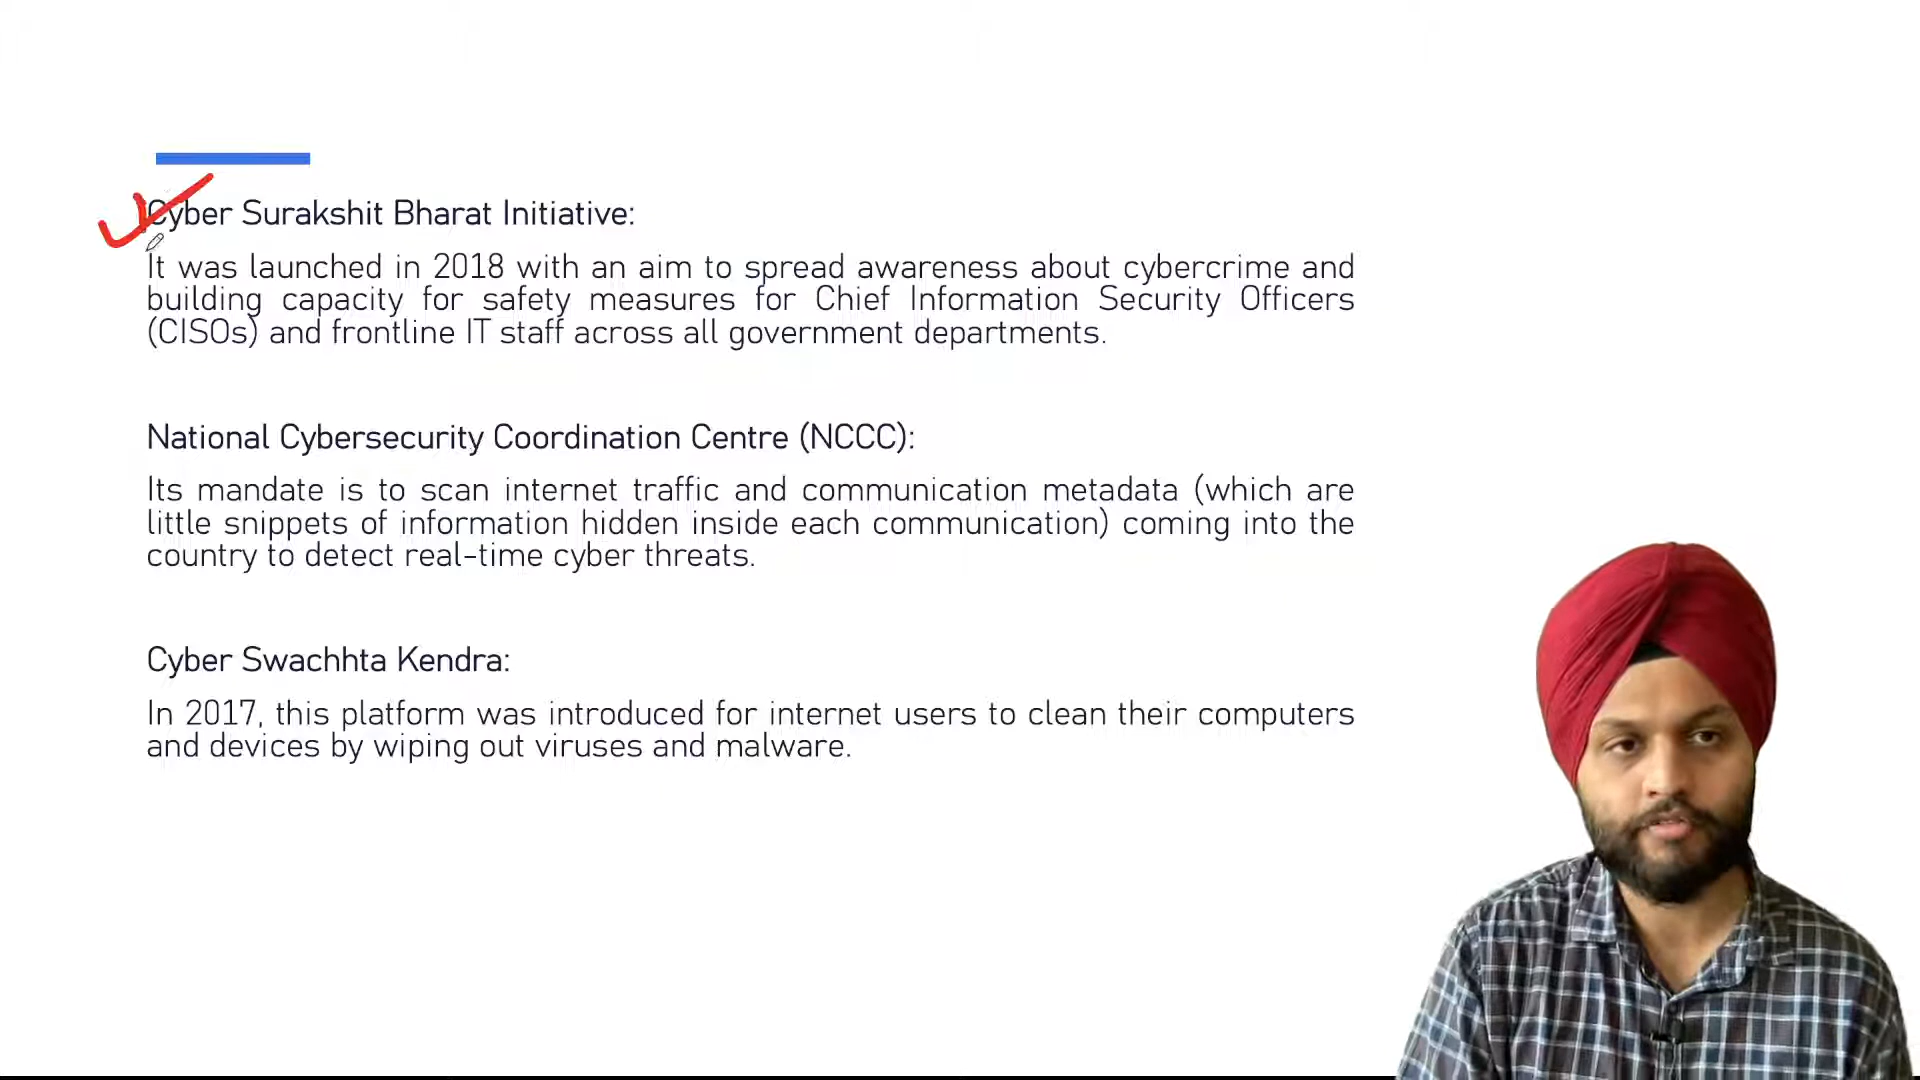 Cyber Surakshit Bharat Initiative:
It was launched in 2018 with an aim to spread awareness about cybercrime and
building capacity for safety measures for Chief Information Security Officers
(CISOs) and frontline IT staff across all government departments.
National Cybersecurity Coordination Centre (NCCC):
Its mandate is to scan internet traffic and communication metadata (which are
little snippets of information hidden inside each communication) coming into the
country to detect real-time cyber threats.
Cyber Swachhta Kendra:
In 2017, this platform was introduced for internet users to clean their computers
and devices by wiping out viruses and malware.